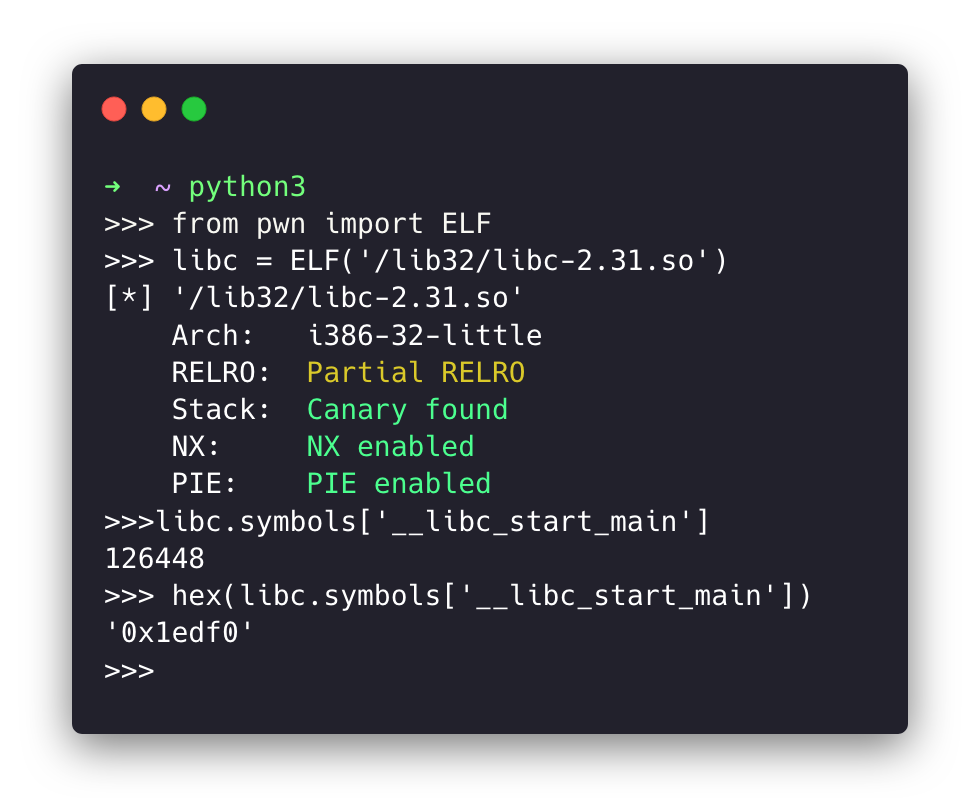 ➜  ~ python3
>>> from pwn import ELF
>>> libc = ELF('/lib32/libc-2.31.so')
[*] '/lib32/libc-2.31.so'
    Arch:   i386-32-little
    RELRO:  Partial RELRO
    Stack:  Canary found
    NX:     NX enabled
    PIE:    PIE enabled
>>>libc.symbols['__libc_start_main']
126448
>>> hex(libc.symbols['__libc_start_main'])
'0x1edf0'
>>>